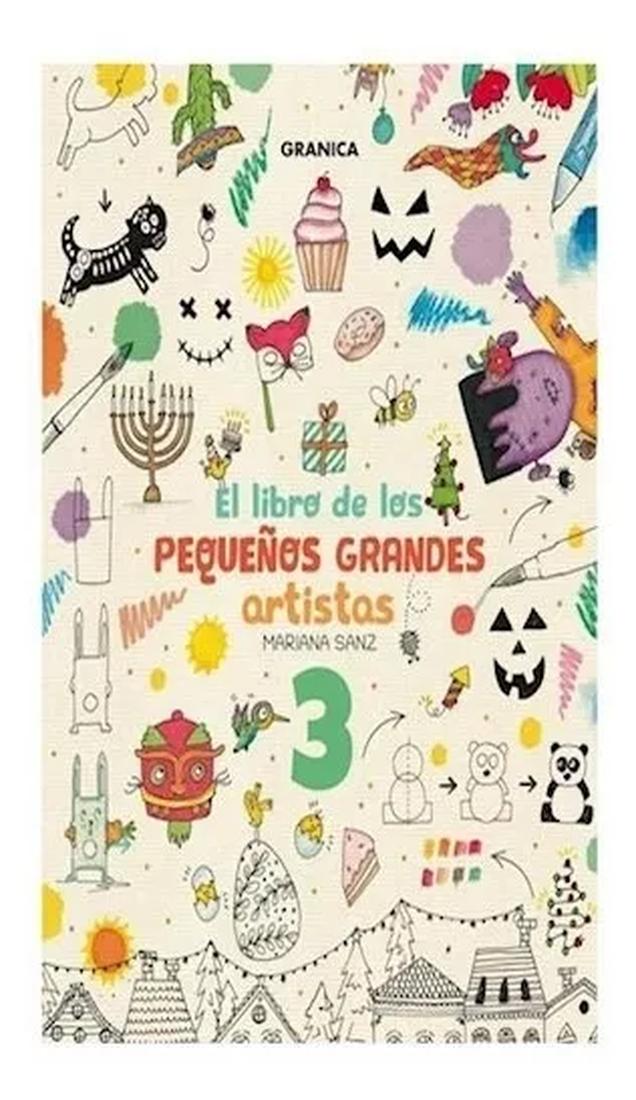 GRANICA
El libro de los
PEQUEÑOS GRANDES
artistas
MARIANA SANZ
3